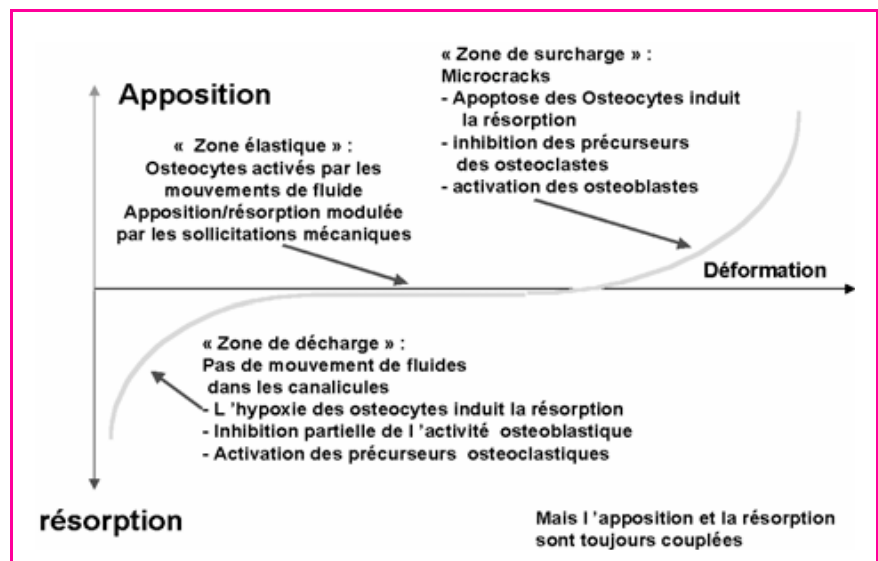 « Zone de surcharge » :
Microcracks
- Apoptose des Osteocytes induit
la résorption
- inhibition des précurseurs
des osteoclastes
- activation des osteoblastes
Apposition
« Zone élastique » :
Osteocytes activés par les
mouvements de fluide
Apposition/résorption modulée
par les sollicitations mécaniques
Déformation
« Zone de décharge » :
Pas de mouvement de fluides
dans les canalicules
- L 'hypoxie des osteocytes induit la résorption
- Inhibition partielle de l 'activité osteoblastique
- Activation des précurseurs osteoclastiques
résorption
Mais l 'apposition et la résorption
sont toujours couplées